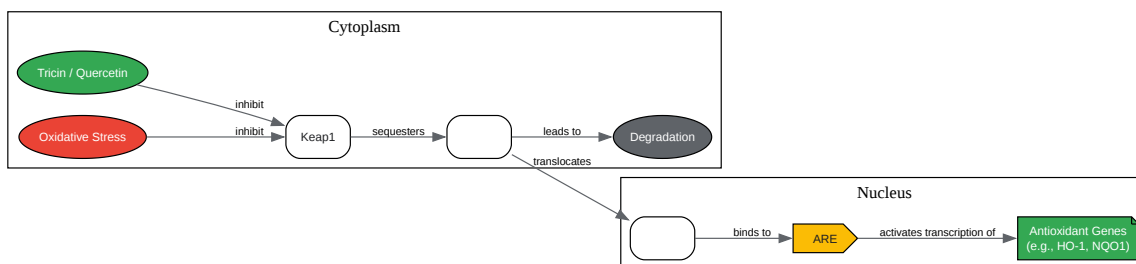 Cytoplasm
Tricin / Quercetin
inhibit
Oxidative Stress
inhibit
Keap1
sequesters
leads to
Degradation
translocates
Nucleus
binds to
ARE
activates transcription of
Antioxidant Genes
(e.g., HO-1, NQO1)